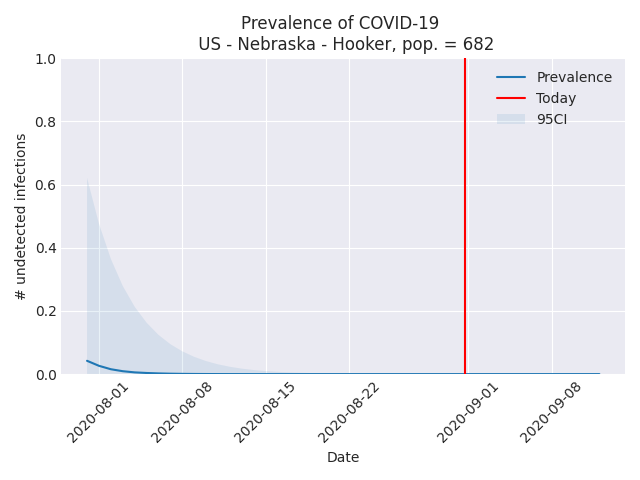 Prevalence of COVID-19
US - Nebraska - Hooker, pop. = 682
Prevalence
Today
95CI
# undetected infections
1.0
0.8
0.6
0.4
0.2
0.0
2020-08-01
2020-08-08
2020-08-15
2020-08-22
2020-09-01
2020-09-08
Date